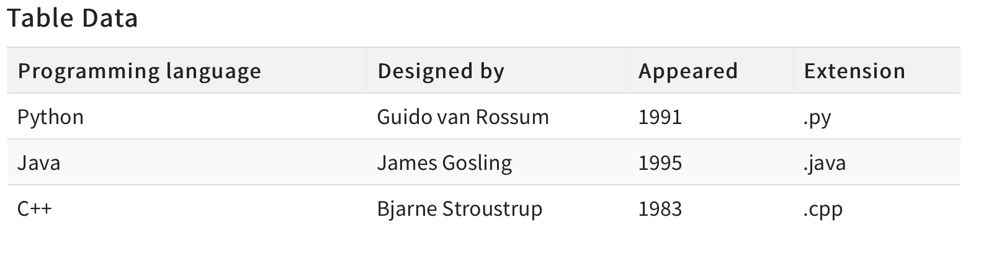 Table Data
Programming language Designed by Appeared Extension
Python Guido van Rossum 1991 .py
Java James Gosling 1995 .java
C++ Bjarne Stroustrup 1983 .cpp